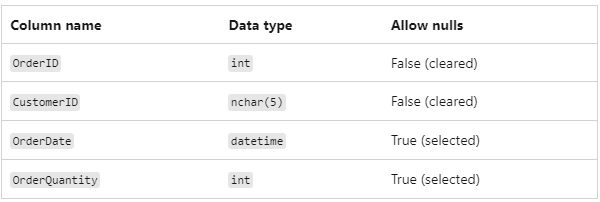 Column name Data type Allow nulls
OrderID int False (cleared)
CustomerID nchar(5) False (cleared)
OrderDate datetime True (selected)
OrderQuantity int True (selected)